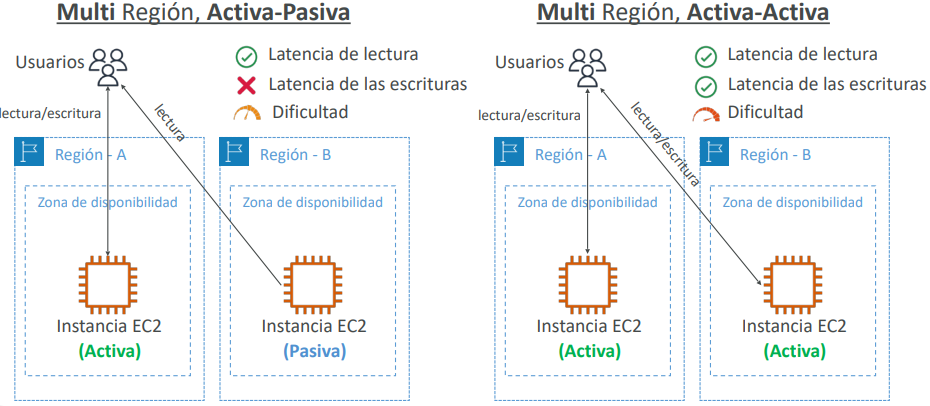 Multi Región, Activa-Pasiva
Usuarios
Latencia de lectura
Latencia de las escrituras
Dificultad
lectura/escritura
lectura
Región - A
Región - B
Zona de disponibilidad
Zona de disponibilidad
Instancia EC2
(Activa)
Instancia EC2
(Pasiva)
Multi Región, Activa-Activa
Usuarios
Latencia de lectura
Latencia de las escrituras
Dificultad
lectura/escritura
lectura/escritura
Región - A
Región - B
Zona de disponibilidad
Zona de disponibilidad
Instancia EC2
(Activa)
Instancia EC2
(Activa)